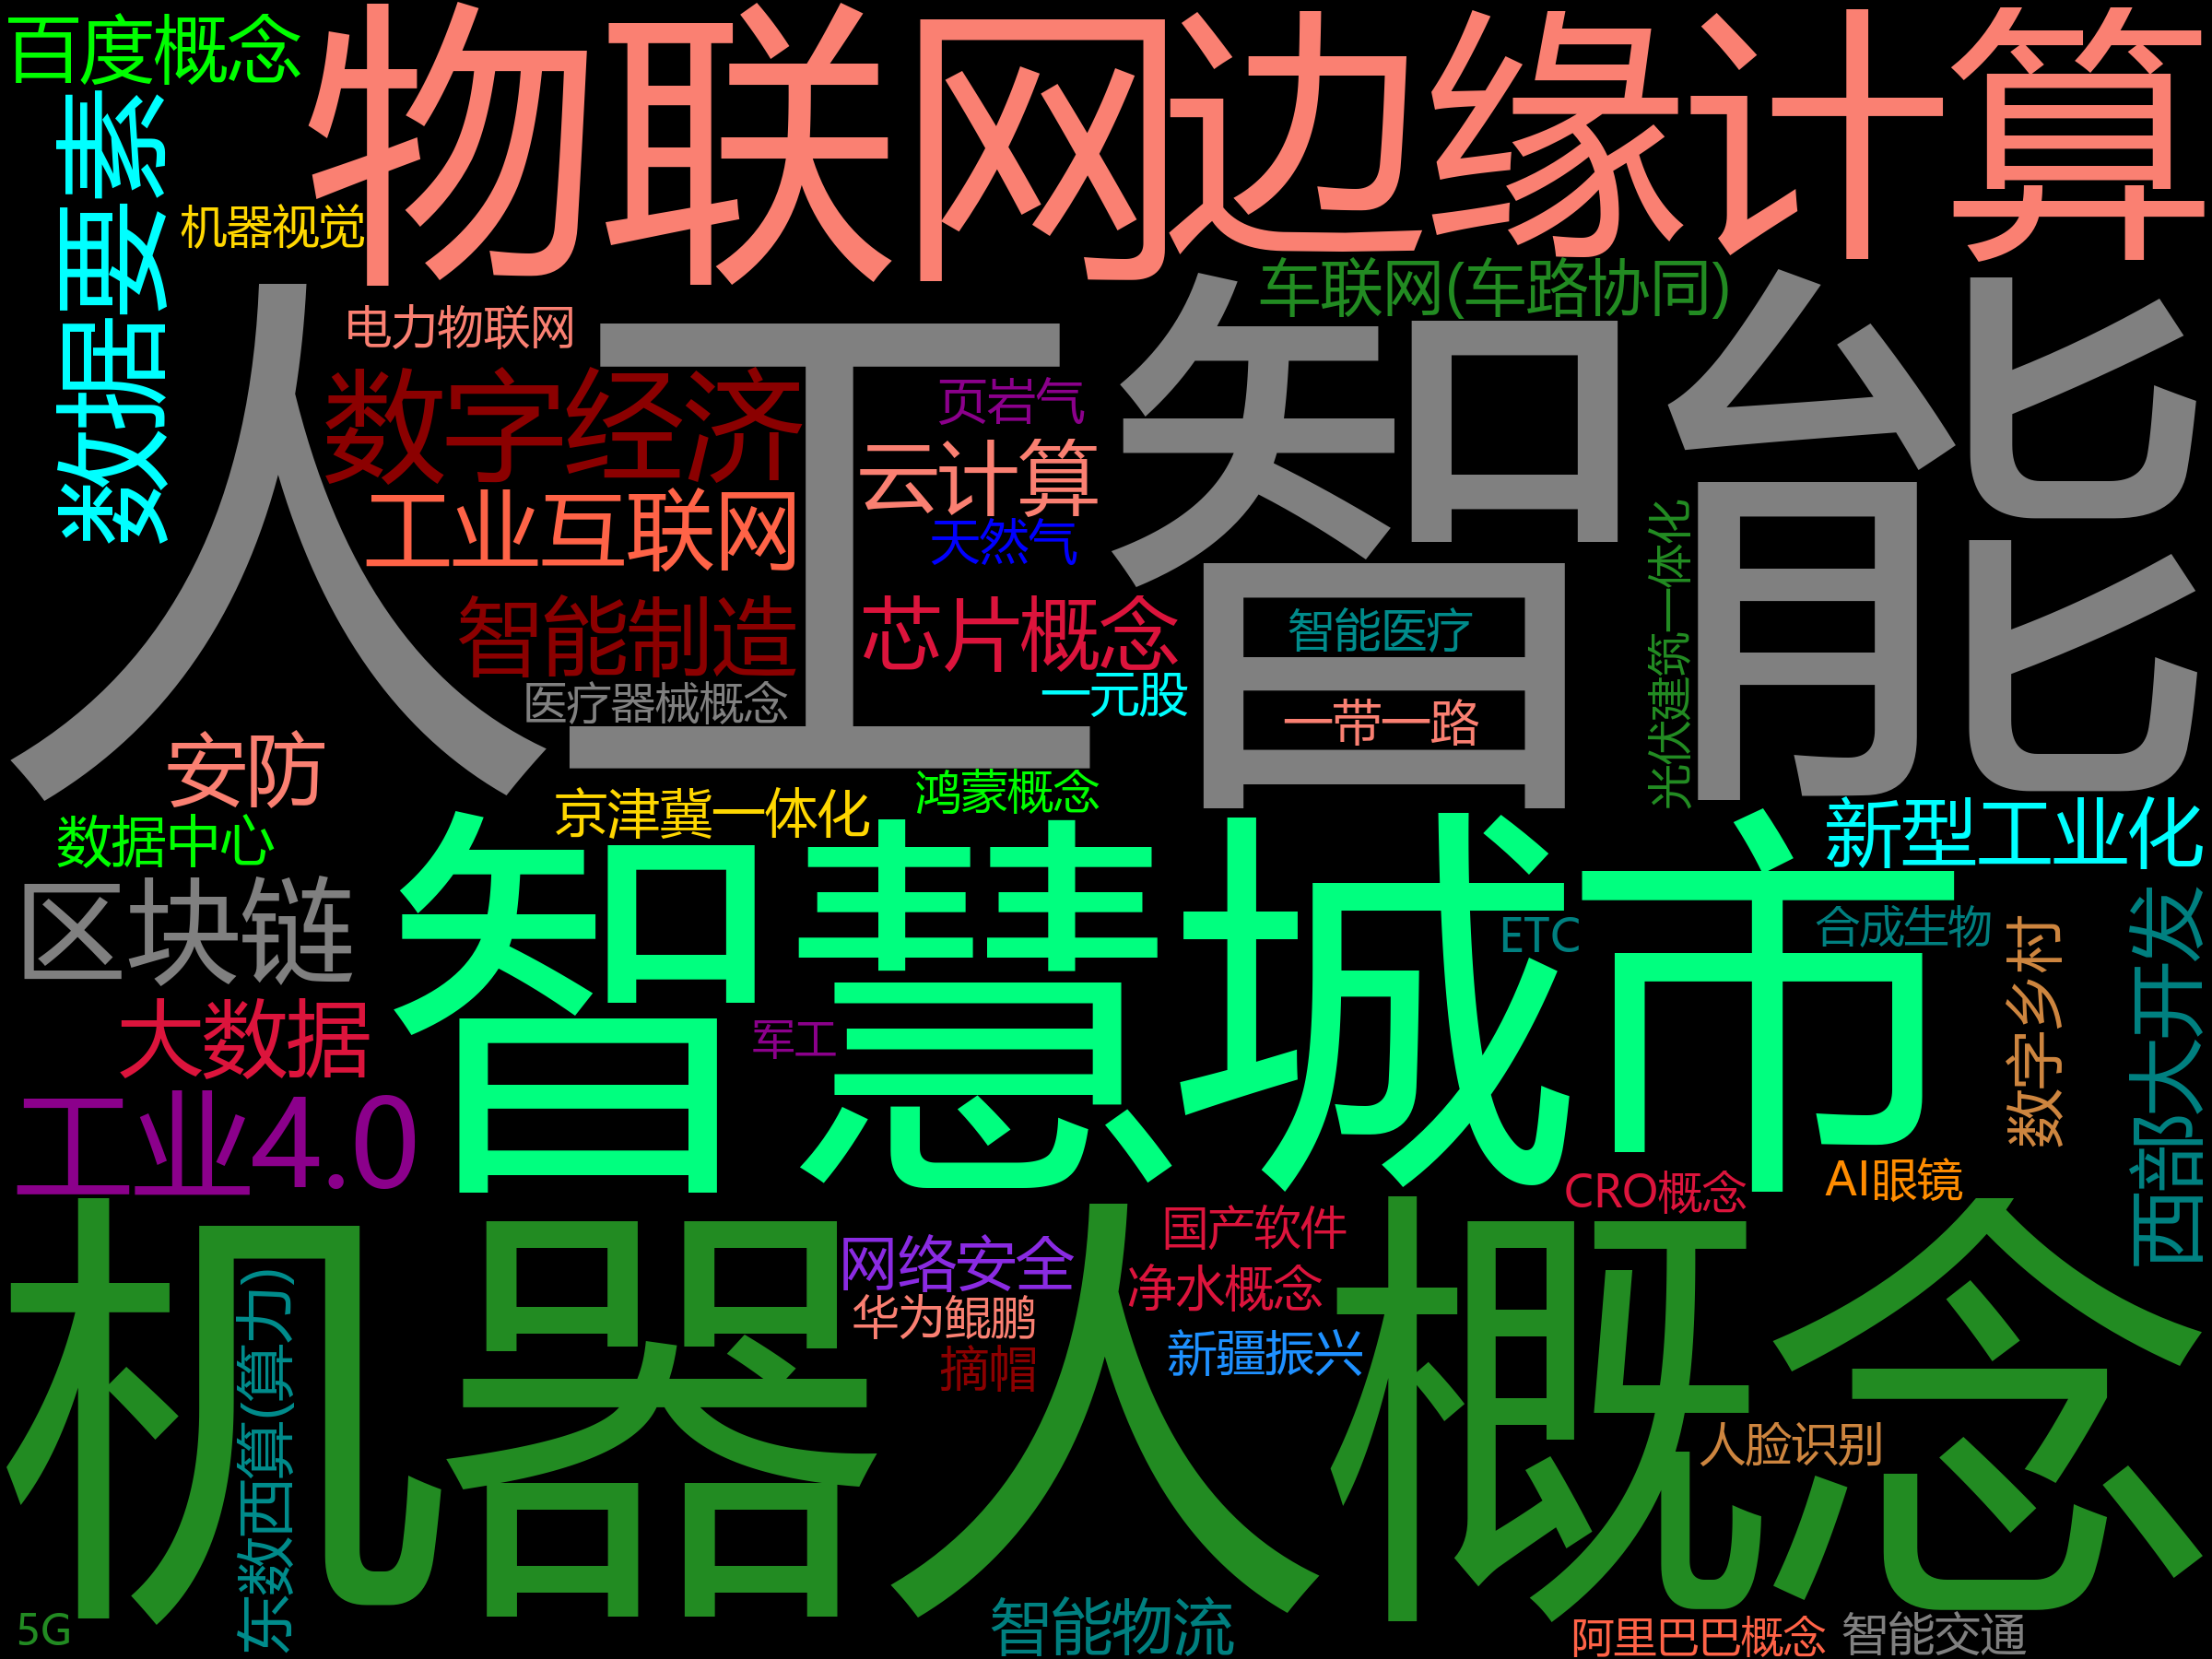 百度概念
物联网
边缘计算
数据要素
机器视觉
车联网(车路协同)
电力物联网
人工智能
数字经济
页岩气
云计算
工业互联网
天然气
光伏建筑一体化
智能制造
芯片概念
智能医疗
医疗器械概念
一元股
一带一路
安防
京津冀一体化
鸿蒙概念
新型工业化
数据中心
智慧城市
区块链
ETC
合成生物
西部大开发
数字乡村
大数据
军工
工业4.0
CRO概念
AI眼镜
机器人概念
国产软件
网络安全
净水概念
东数西算(算力)
华为鲲鹏
新疆振兴
摘帽
人脸识别
智能物流
5G
阿里巴巴概念
智能交通